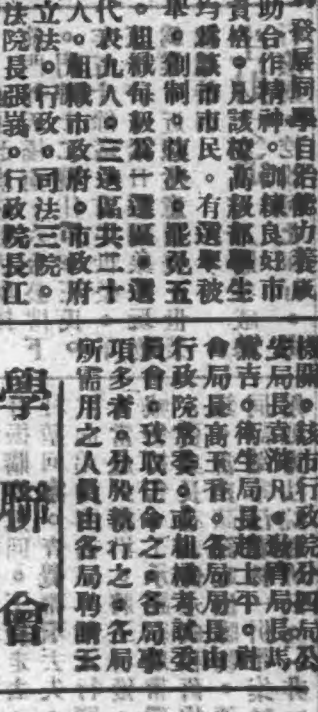 發展同學自治能力養成
助合作精神。訓練良好市
資格。凡該校高級部學生
均爲該市市民。有選舉被
舉。創制。復決。罷免五
。組織每級爲一選區。選
代表九人。三選區共二十
人。組織市政府。市政府
立法。行政。司法三院。
法院長張義。行政院長江
機關。該市行政院分四局公
安局長袁演凡。教育局長馬
驚吉。衛生局長趙士平。社
會局長高玉香。各局局長由
行政院常委。或組織考試委
員會。攷取任命之。各局事
項多者。分股執行之。各局
所需用之人員由各局聘請云
學聯會